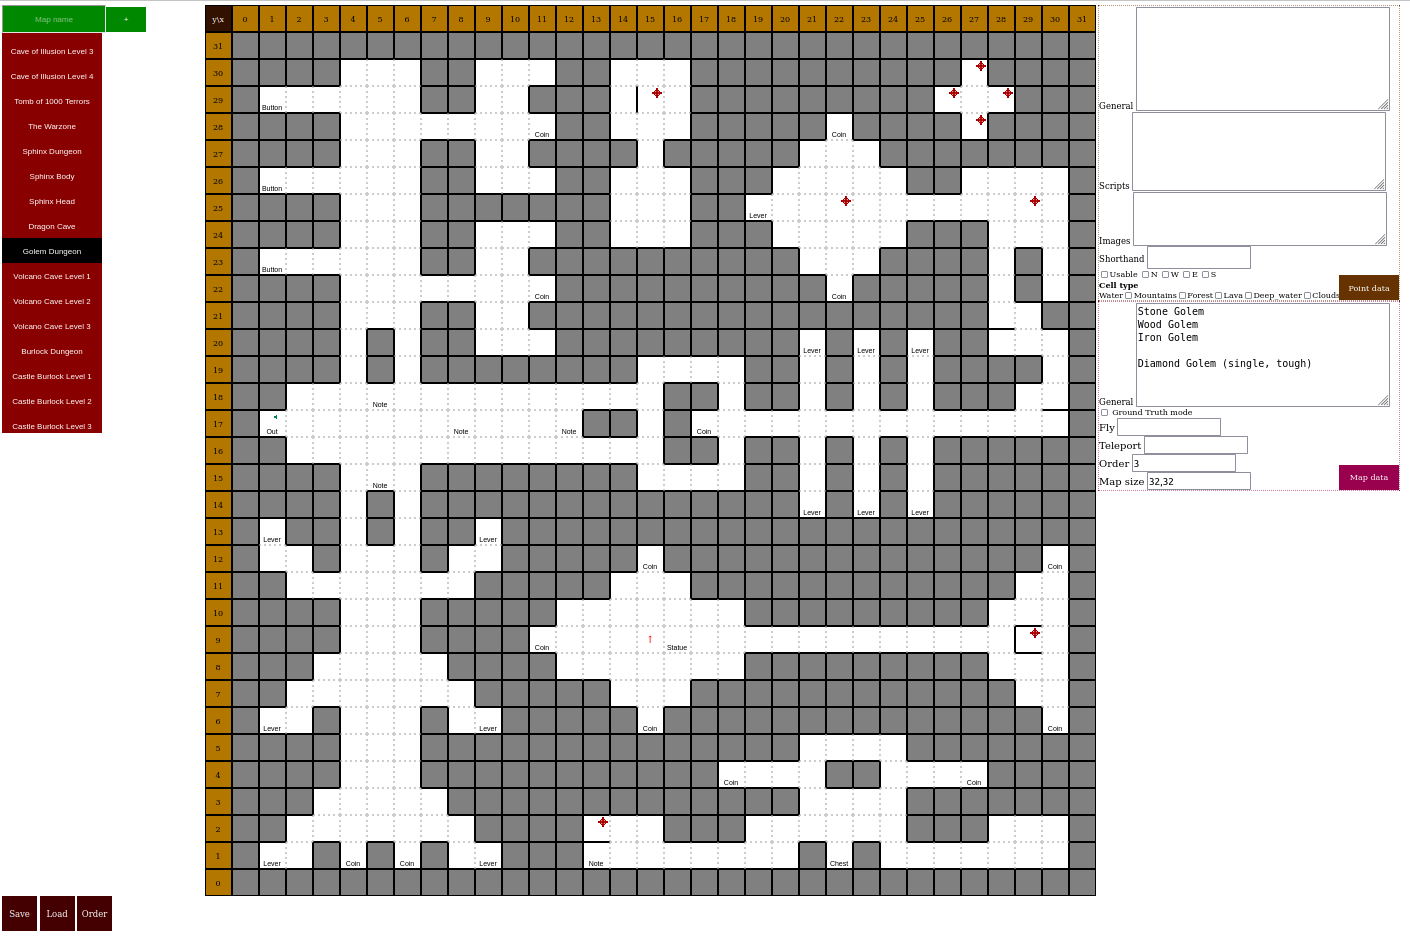 Map name +
Cave of Illusion Level 3
Cave of Illusion Level 4
Tomb of 1000 Terrors
The Warzone
Sphinx Dungeon
Sphinx Body
Sphinx Head
Dragon Cave
Golem Dungeon
Volcano Cave Level 1
Volcano Cave Level 2
Volcano Cave Level 3
Burlock Dungeon
Castle Burlock Level 1
Castle Burlock Level 2
Castle Burlock Level 3
Save Load Order
y\x 0 1 2 3 4 5 6 7 8 9 10 11 12 13 14 15 16 17 18 19 20 21 22 23 24 25 26 27 28 29 30 31
31
30
29 Button
28 Coin Coin
27
26 Button
25 Lever
24
23 Button
22 Coin Coin
21
20 Lever Lever Lever
19
18 Note
17 Out Note Note Coin
16
15 Note
14 Lever Lever Lever
13 Lever Lever
12 Coin Coin
11
10
9 Coin ↑ Statue
8
7
6 Lever Lever Coin Coin
5
4 Coin Coin
3
2
1 Lever Coin Coin Lever Note Chest
0
General
Scripts
Images
Shorthand
Usable N W E S
Cell type
Water Mountains Forest Lava Deep_water Clouds
Point data
Stone Golem
Wood Golem
Iron Golem
Diamond Golem (single, tough)
General
Ground Truth mode
Fly
Teleport
Order 3
Map size 32,32
Map data